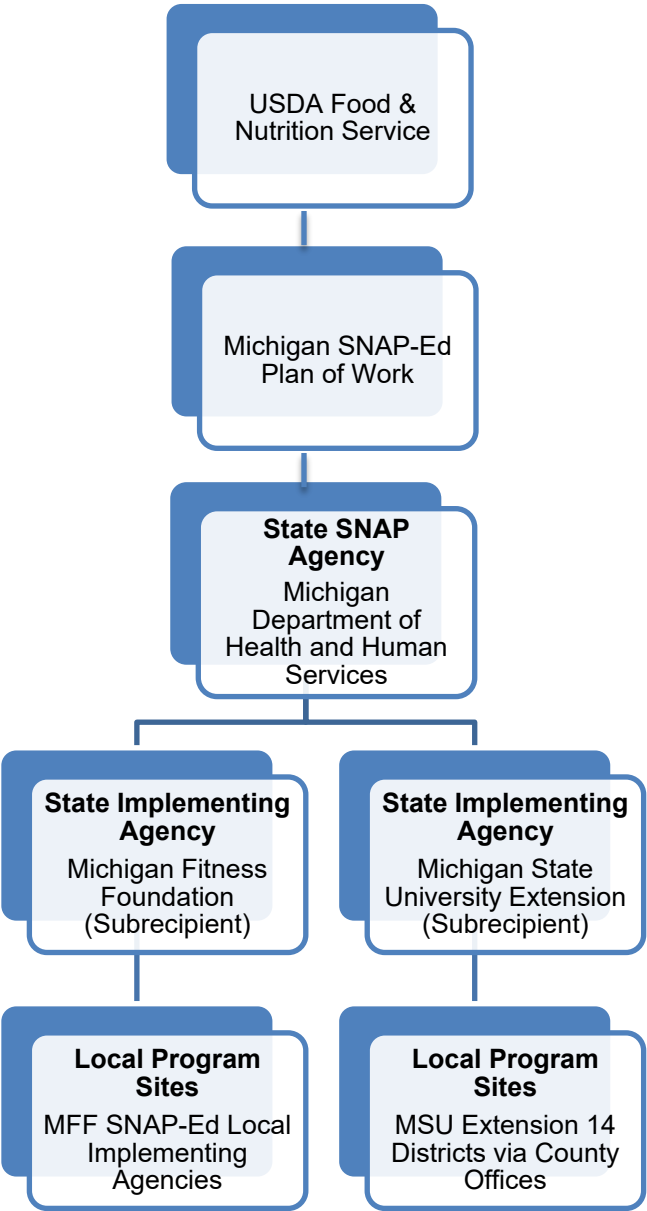 USDA Food &
Nutrition Service
Michigan SNAP-Ed
Plan of Work
State SNAP
Agency
Michigan
Department of
Health and Human
Services
State Implementing
Agency
Michigan Fitness
Foundation
(Subrecipient)
State Implementing
Agency
Michigan State
University Extension
(Subrecipient)
Local Program
Sites
MFF SNAP-Ed Local
Implementing
Agencies
Local Program
Sites
MSU Extension 14
Districts via County
Offices